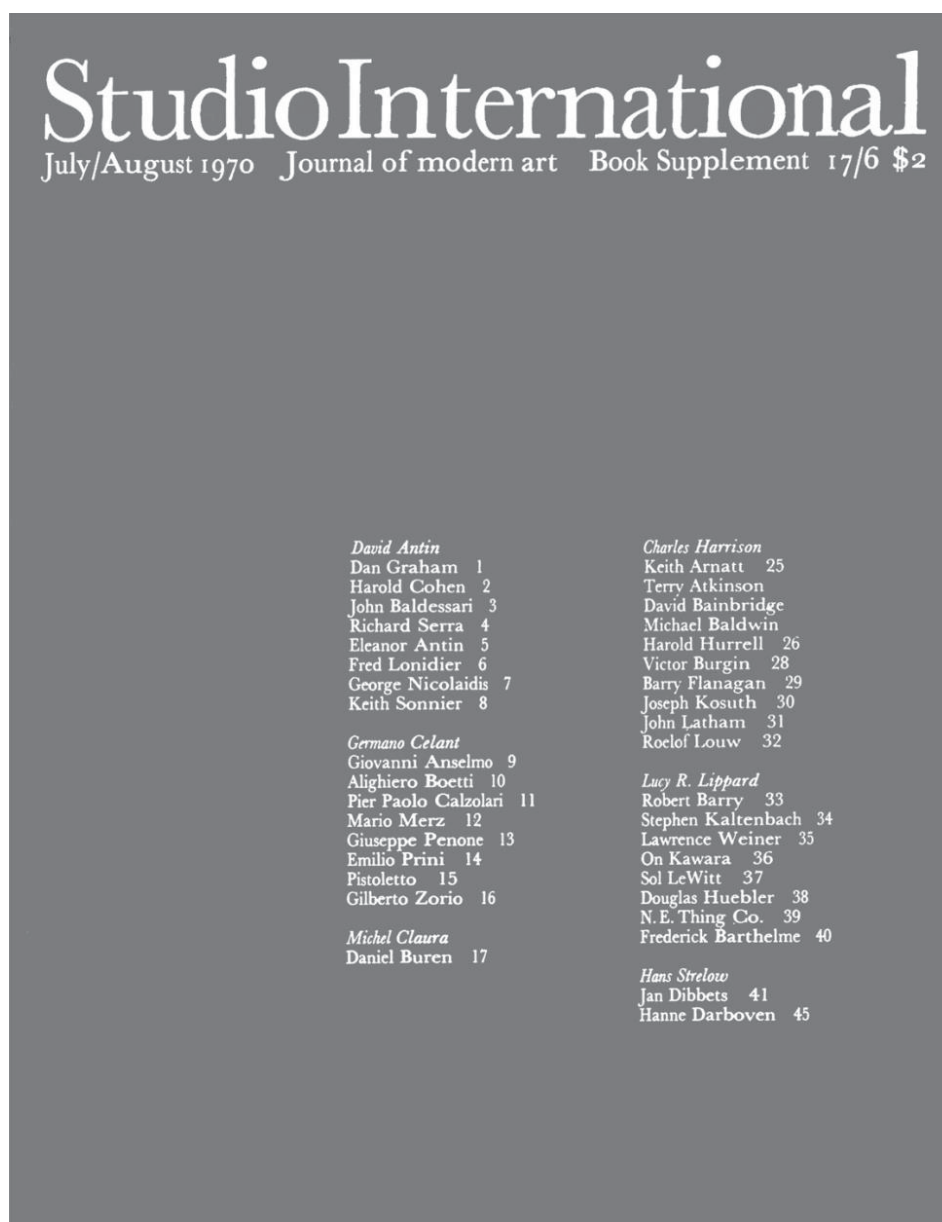 Studio International
July/August 1970 Journal of modern art Book Supplement 17/6 $2
David Antin
Dan Graham 1
Harold Cohen 2
John Baldessari 3
Richard Serra 4
Eleanor Antin 5
Fred Lonidier 6
George Nicolaidis 7
Keith Sonnier 8
Germano Celant
Giovanni Anselmo 9
Alighiero Boetti 10
Pier Paolo Calzolari 11
Mario Merz 12
Giuseppe Penone 13
Emilio Prini 14
Pistoletto 15
Gilberto Zorio 16
Michel Claura
Daniel Buren 17
Charles Harrison
Keith Arnatt 25
Terry Atkinson
David Bainbridge
Michael Baldwin
Harold Hurrell 26
Victor Burgin 28
Barry Flanagan 29
Joseph Kosuth 30
John Latham 31
Roelof Louw 32
Lucy R. Lippard
Robert Barry 33
Stephen Kaltenbach 34
Lawrence Weiner 35
On Kawara 36
Sol LeWitt 37
Douglas Huebler 38
N.E. Thing Co. 39
Frederick Barthelme 40
Hans Strelow
Jan Dibbets 41
Hanne Darboven 45